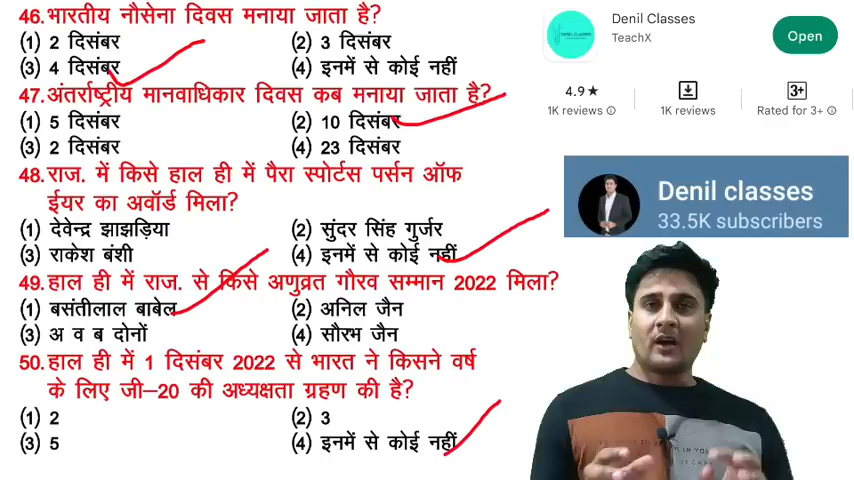 46. भारतीय नौसेना दिवस मनाया जाता है?
(1) 2 दिसंबर (2) 3 दिसंबर
(3) 4 दिसंबर (4) इनमें से कोई नहीं
47. अंतर्राष्ट्रीय मानवाधिकार दिवस कब मनाया जाता है?
(1) 5 दिसंबर (2) 10 दिसंबर
(3) 2 दिसंबर (4) 23 दिसंबर
48. राज. में किसे हाल ही में पैरा स्पोर्टस पर्सन ऑफ
ईयर का अवॉर्ड मिला?
(1) देवेन्द्र झाझड़िया (2) सुंदर सिंह गुर्जर
(3) राकेश बंशी (4) इनमें से कोई नहीं
49. हाल ही में राज. से किसे अणुव्रत गौरव सम्मान 2022 मिला?
(1) बसंतीलाल बाबेल (2) अनिल जैन
(3) अ व ब दोनों (4) सौरभ जैन
50. हाल ही में 1 दिसंबर 2022 से भारत ने किसने वर्ष
के लिए जी–20 की अध्यक्षता ग्रहण की है?
(1) 2 (2) 3
(3) 5 (4) इनमें से कोई नहीं
Denil Classes
TeachX
Open
4.9★
1K reviews
1K reviews
3+
Rated for 3+
Denil classes
33.5K subscribers